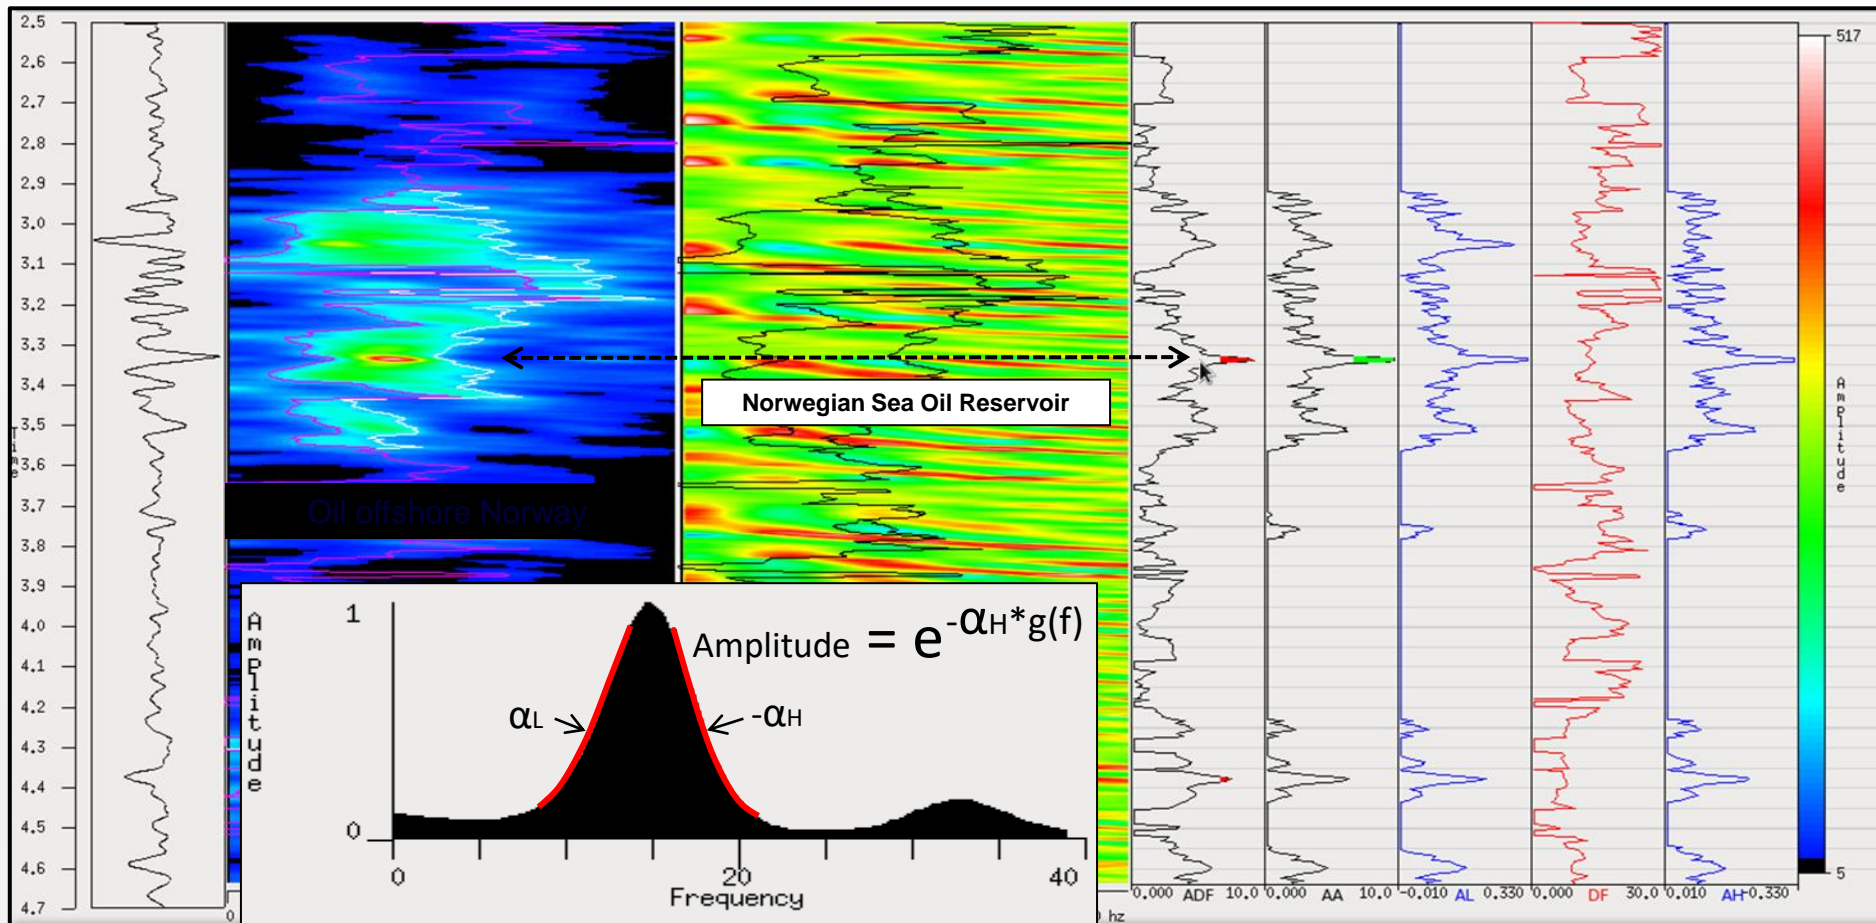 2.5
2.6
2.7
2.8
2.9
3.0
3.1
3.2
3.3
3.4
3.5
3.6
3.7
3.8
3.9
4.0
4.1
4.2
4.3
4.4
4.5
4.6
4.7
Time
Norwegian Sea Oil Reservoir
Oil offshore Norway
Amplitude
1
0
Amplitude = e^-αH*g(f)
αL
-αH
0 20 40
Frequency
0
hz
0.000 ADF 10.0
0.000 AA 10.0
-0.010 AL 0.330
0.000 DF 30.0
0.010 AH -0.330
517
Amplitude
5